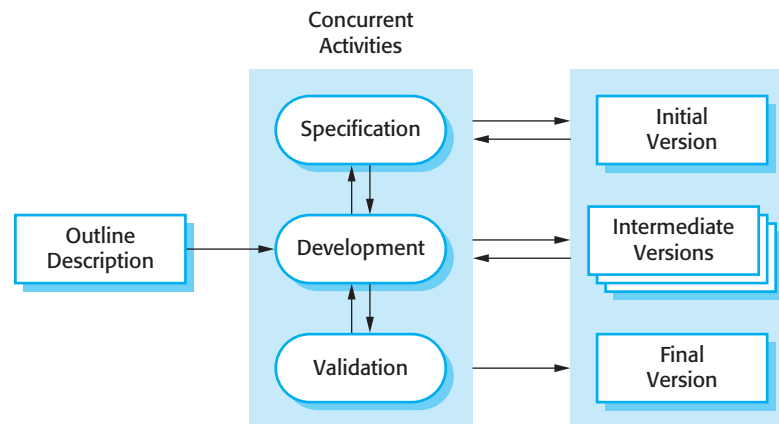 Concurrent
Activities
Specification
Initial
Version
Outline
Description
Development
Intermediate
Versions
Validation
Final
Version